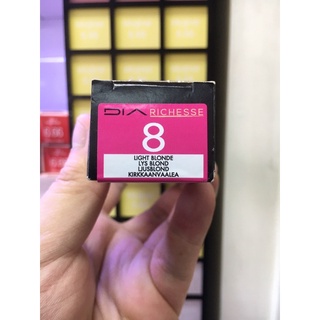 DIA RICHESSE
8
LIGHT BLONDE
LYS BLOND
LJUSBLOND
KIRKKAANVAALEA